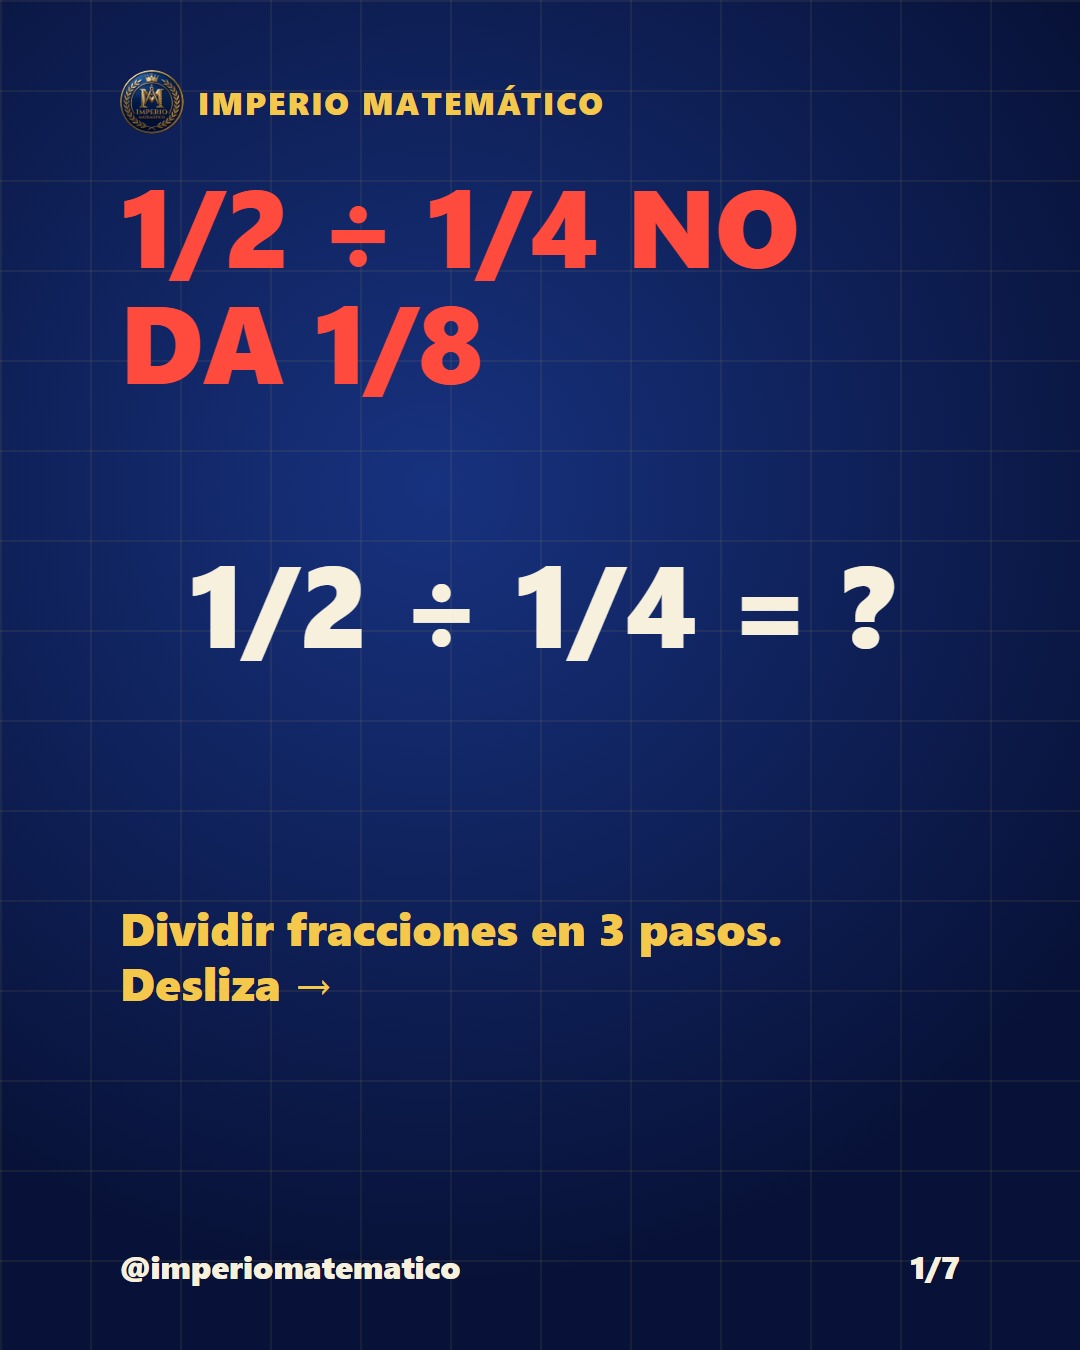 IMPERIO MATEMÁTICO
1/2 ÷ 1/4 NO
DA 1/8
1/2 ÷ 1/4 = ?
Dividir fracciones en 3 pasos.
Desliza →
@imperiomatematico
1/7